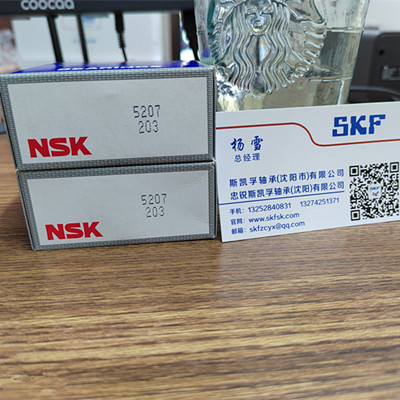 coocaa
NSK
5207
203
NSK
5207
203
SKF
杨雪
总经理
斯凯孚轴承(沈阳市)有限公司
忠锐斯凯孚轴承(沈阳)有限公司
手机：13252840831 13274251371
官网：www.skfsk.com
邮箱：skfzcyx@qq.com